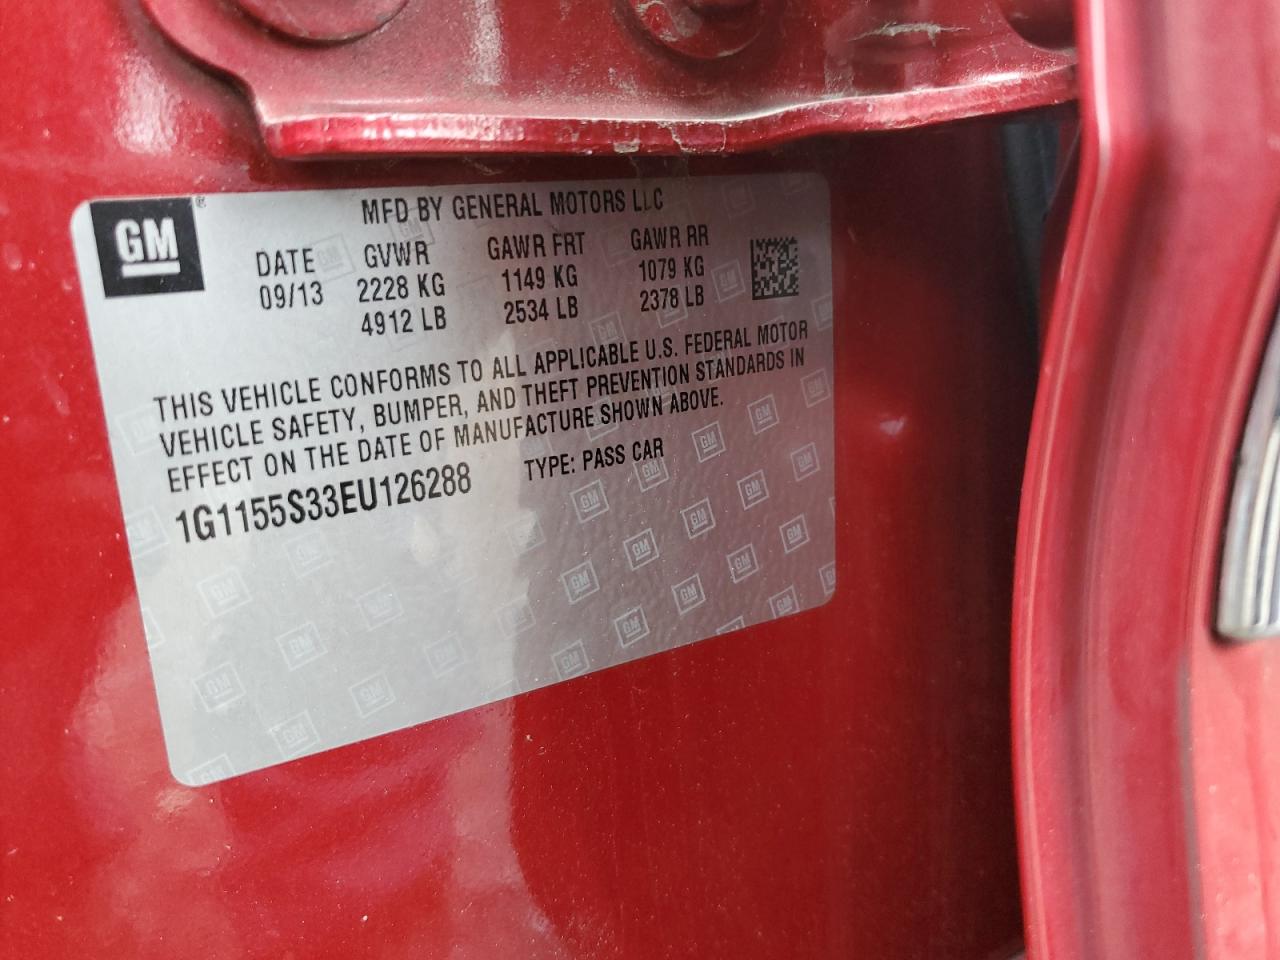 GM®
MFD BY GENERAL MOTORS LLC
DATE GVWR GAWR FRT GAWR RR
09/13 2228 KG 1149 KG 1079 KG
4912 LB 2534 LB 2378 LB
THIS VEHICLE CONFORMS TO ALL APPLICABLE U.S. FEDERAL MOTOR
VEHICLE SAFETY, BUMPER, AND THEFT PREVENTION STANDARDS IN
EFFECT ON THE DATE OF MANUFACTURE SHOWN ABOVE.
1G1155S33EU126288 TYPE: PASS CAR